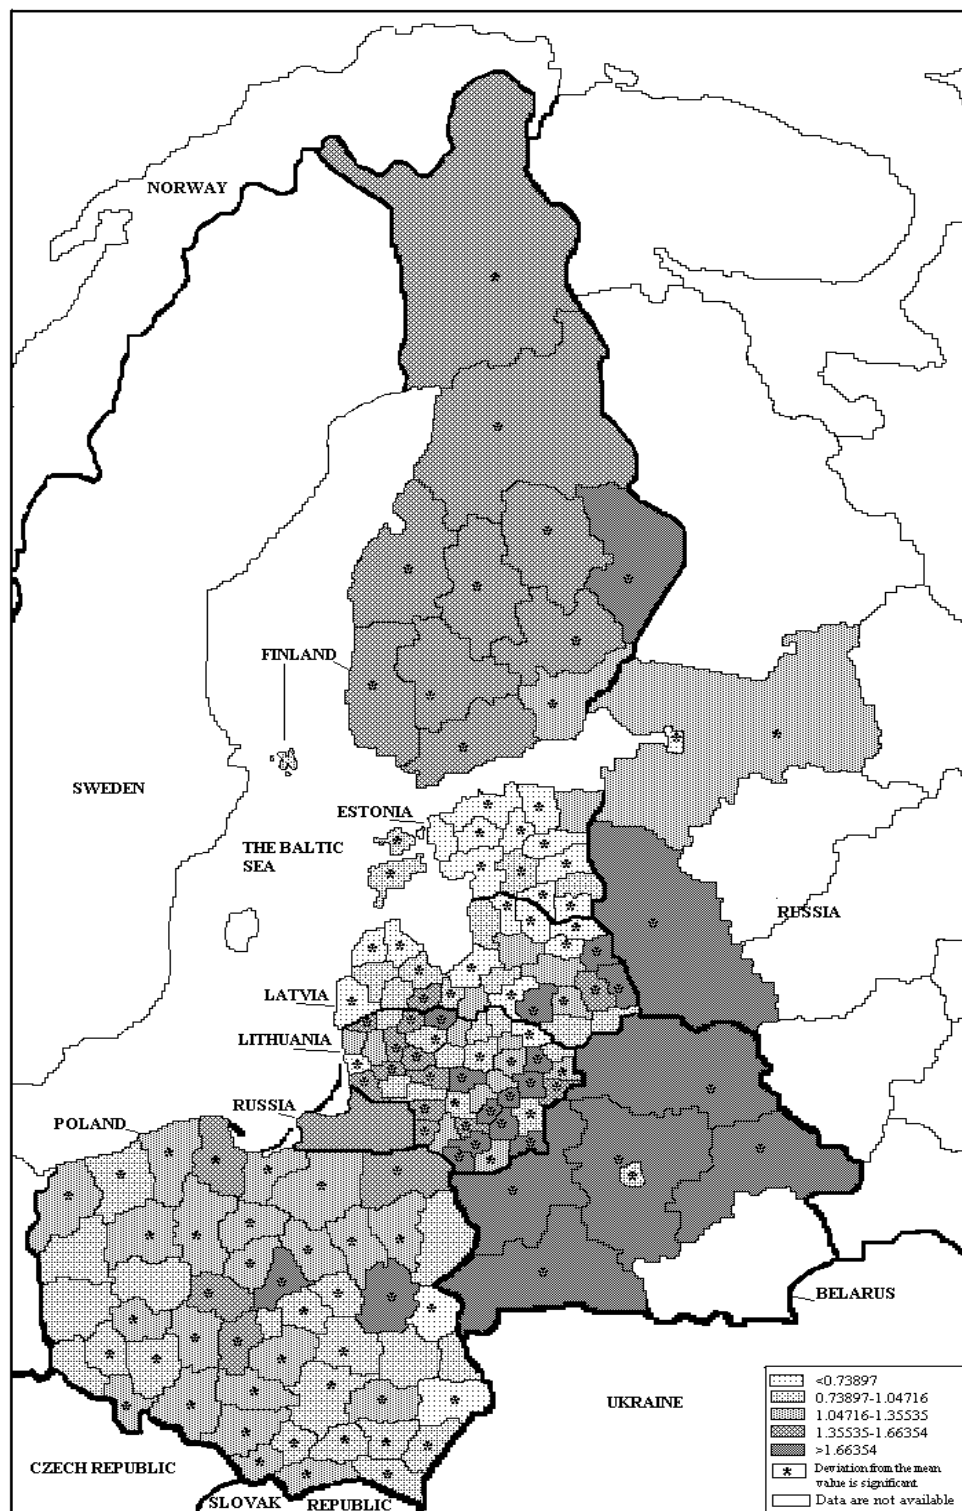 NORWAY
FINLAND
SWEDEN
ESTONIA
THE BALTIC
SEA
RUSSIA
LATVIA
LITHUANIA
RUSSIA
POLAND
BELARUS
UKRAINE
CZECH REPUBLIC
SLOVAK REPUBLIC
<0.73897
0.73897-1.04716
1.04716-1.35535
1.35535-1.66354
>1.66354
* Deviation from the mean
value is significant
Data are not available